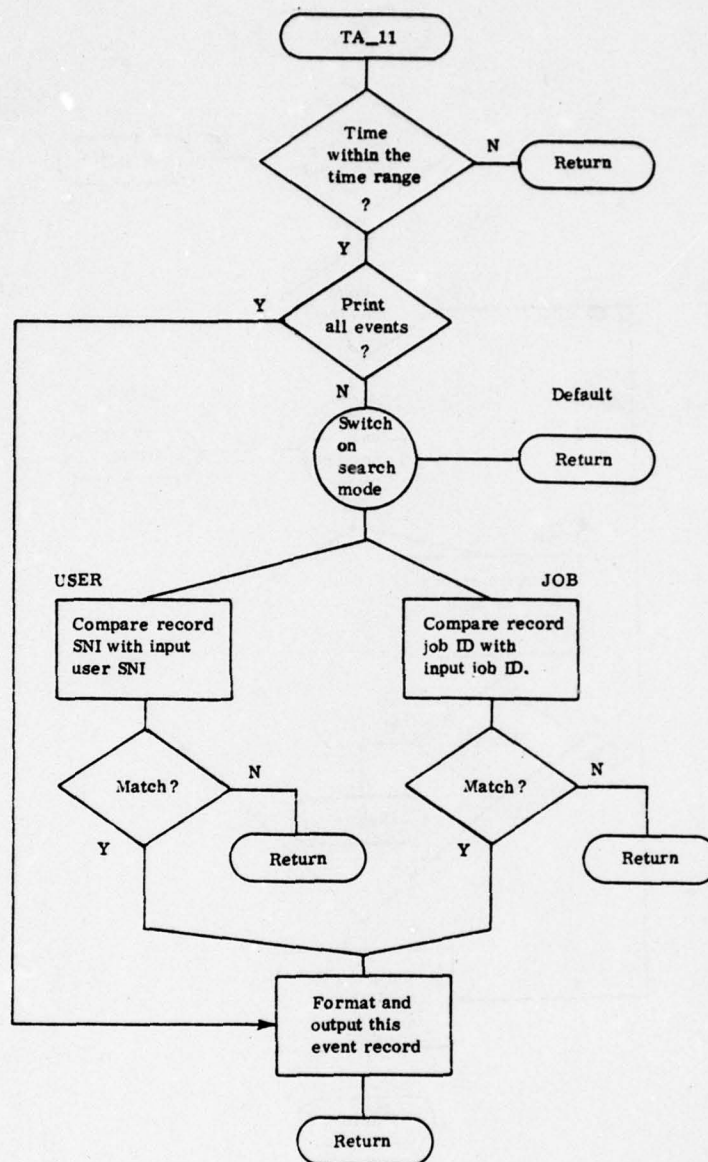 TA_11
Time
within the
time range
?
N
Return
Y
Y
Print
all events
?
N
Default
Switch
on
search
mode
Return
USER
JOB
Compare record
SNI with input
user SNI
Compare record
job ID with
input job ID.
Match?
N
Match?
N
Y
Return
Y
Return
Format and
output this
event record
Return